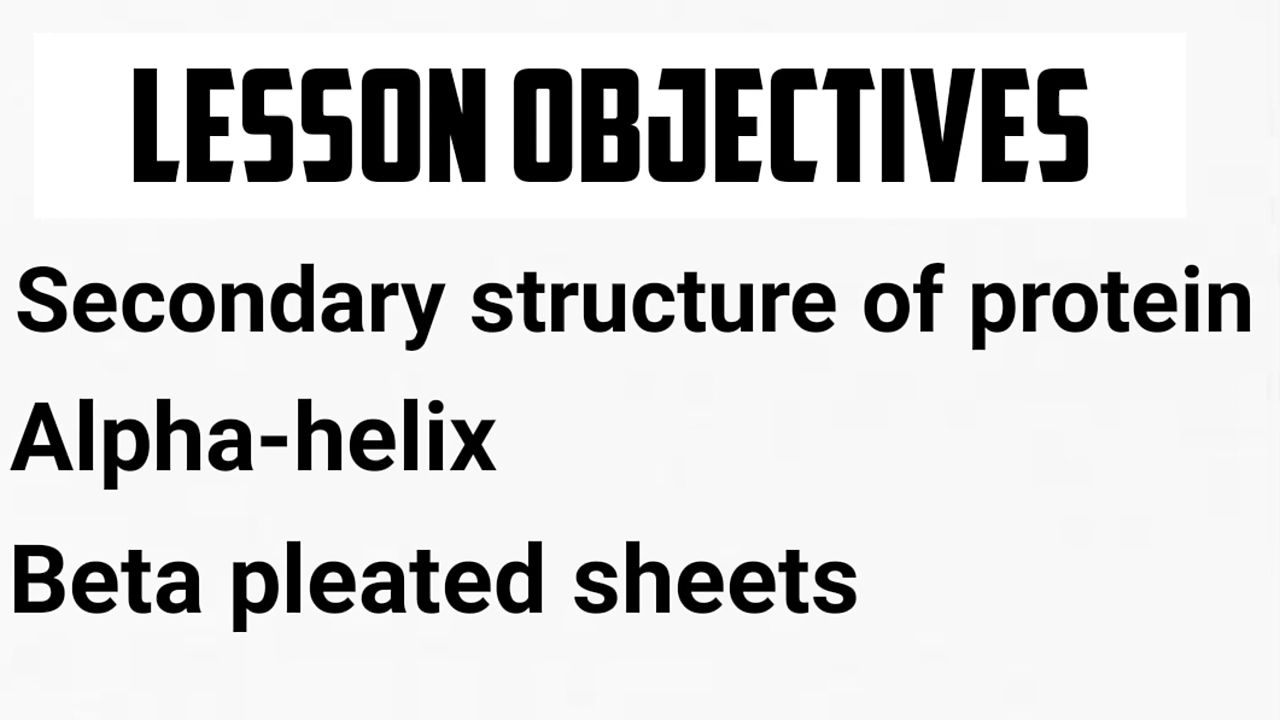 LESSON OBJECTIVES
Secondary structure of protein
Alpha-helix
Beta pleated sheets